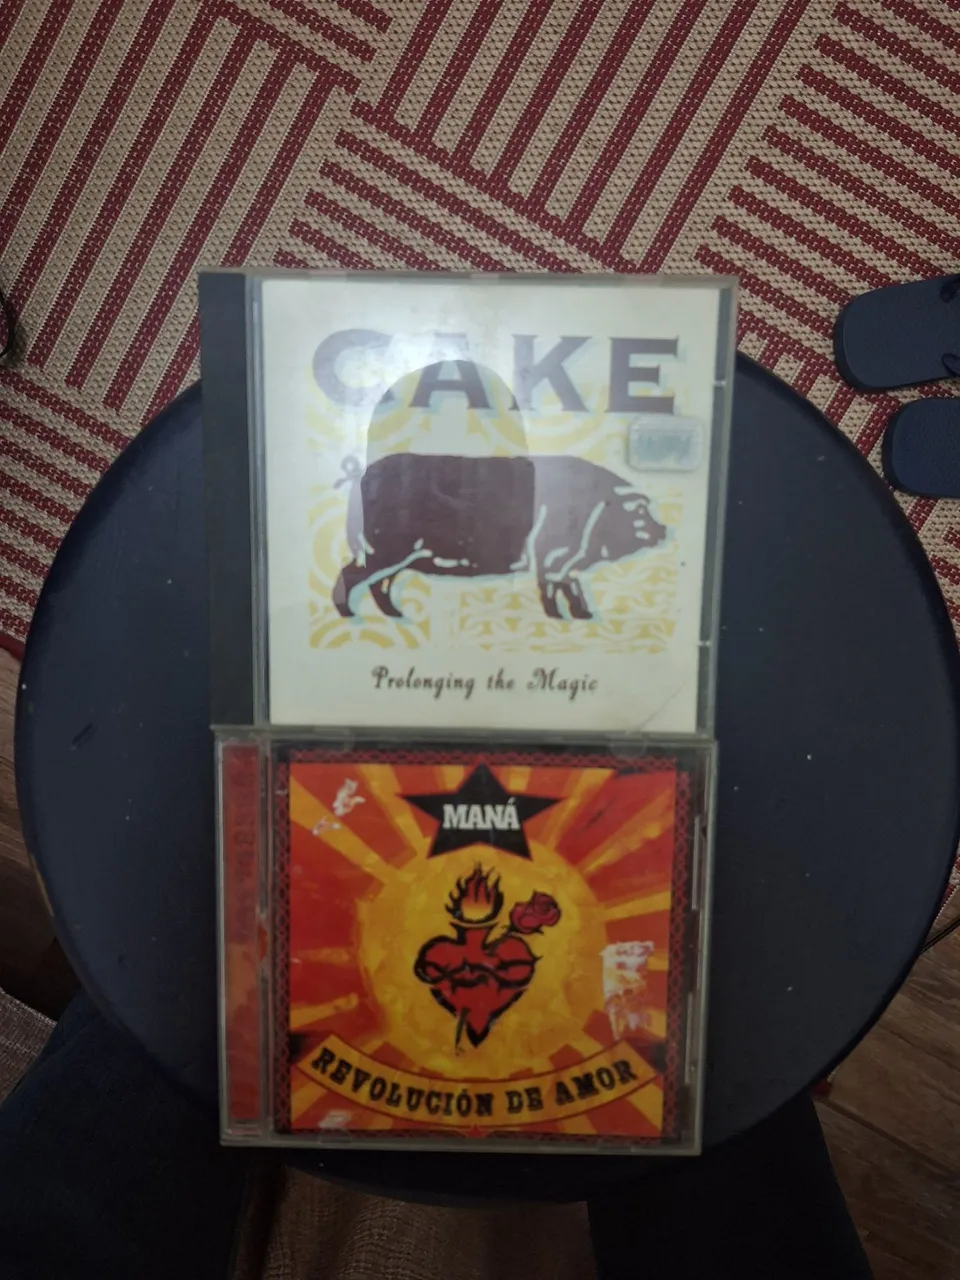 CAKE
Prolonging the Magic
MANÁ
REVOLUCIÓN DE AMOR